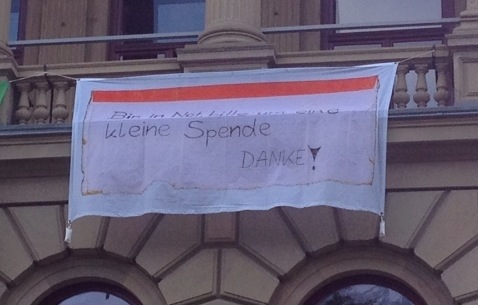 Bin in Not bitte um eine
kleine Spende
DANKE!